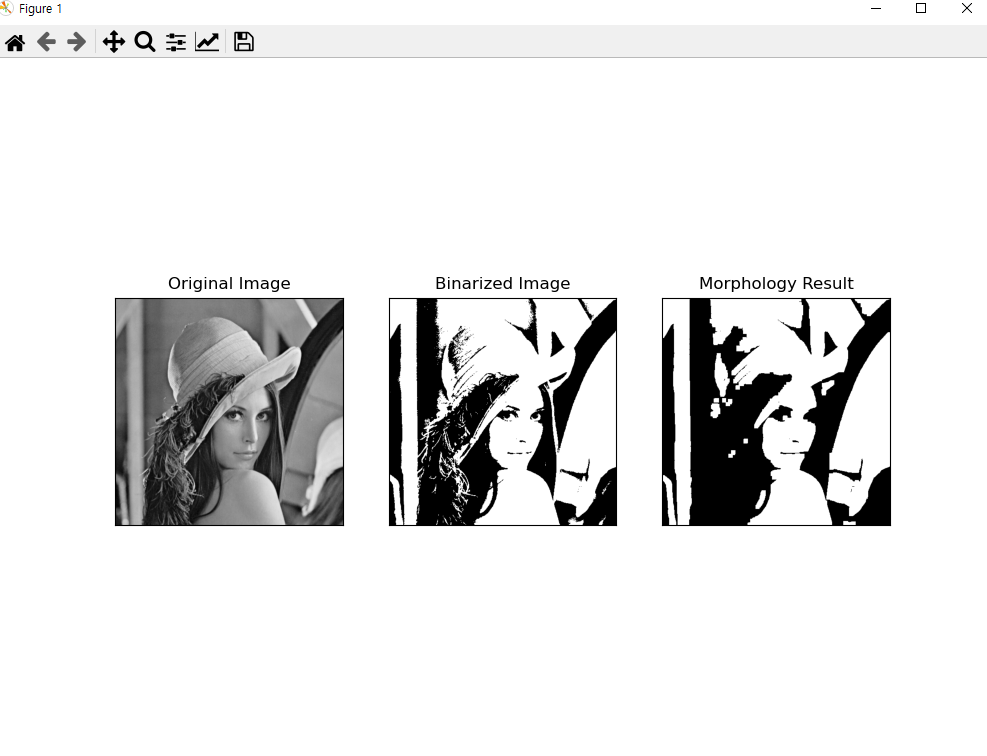 Figure 1
Original Image
Binarized Image
Morphology Result